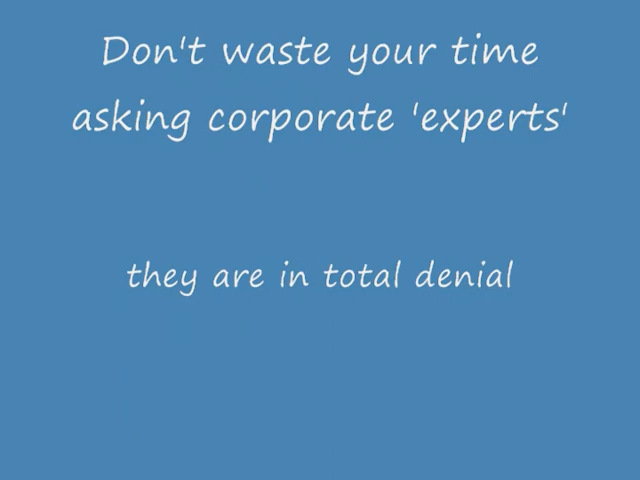 Don't waste your time
asking corporate 'experts'
they are in total denial